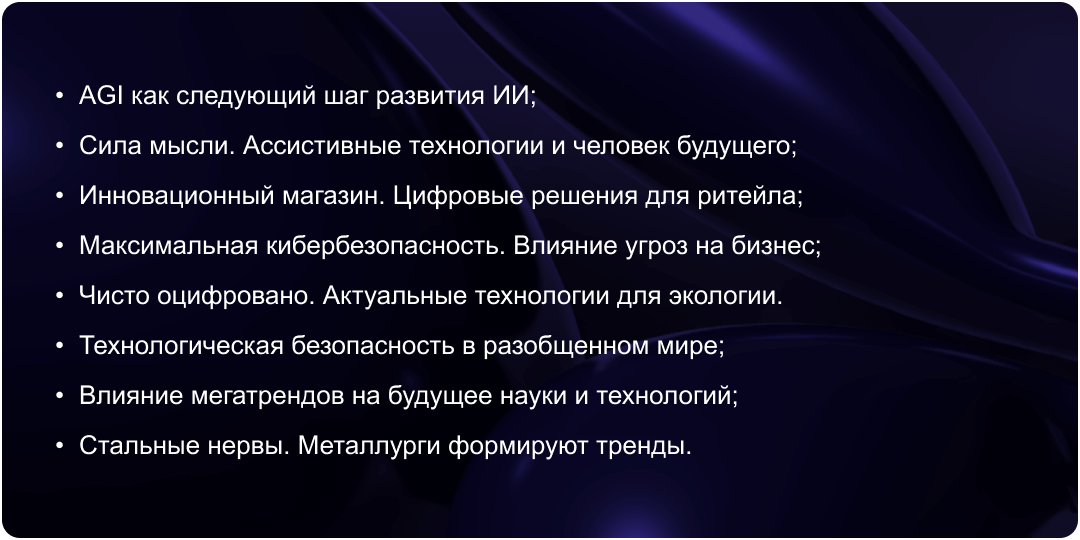 • AGI как следующий шаг развития ИИ;
• Сила мысли. Ассистивные технологии и человек будущего;
• Инновационный магазин. Цифровые решения для ритейла;
• Максимальная кибербезопасность. Влияние угроз на бизнес;
• Чисто оцифровано. Актуальные технологии для экологии.
• Технологическая безопасность в разобщенном мире;
• Влияние мегатрендов на будущее науки и технологий;
• Стальные нервы. Металлурги формируют тренды.